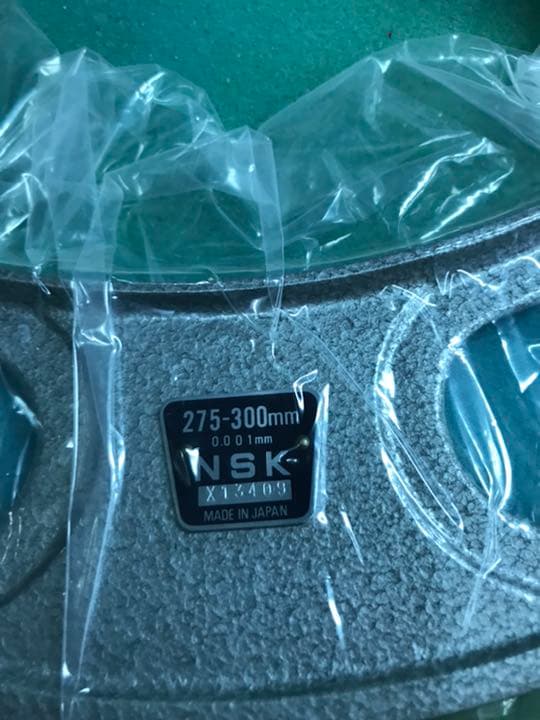 275-300mm
0.001mm
NSK
X13409
MADE IN JAPAN